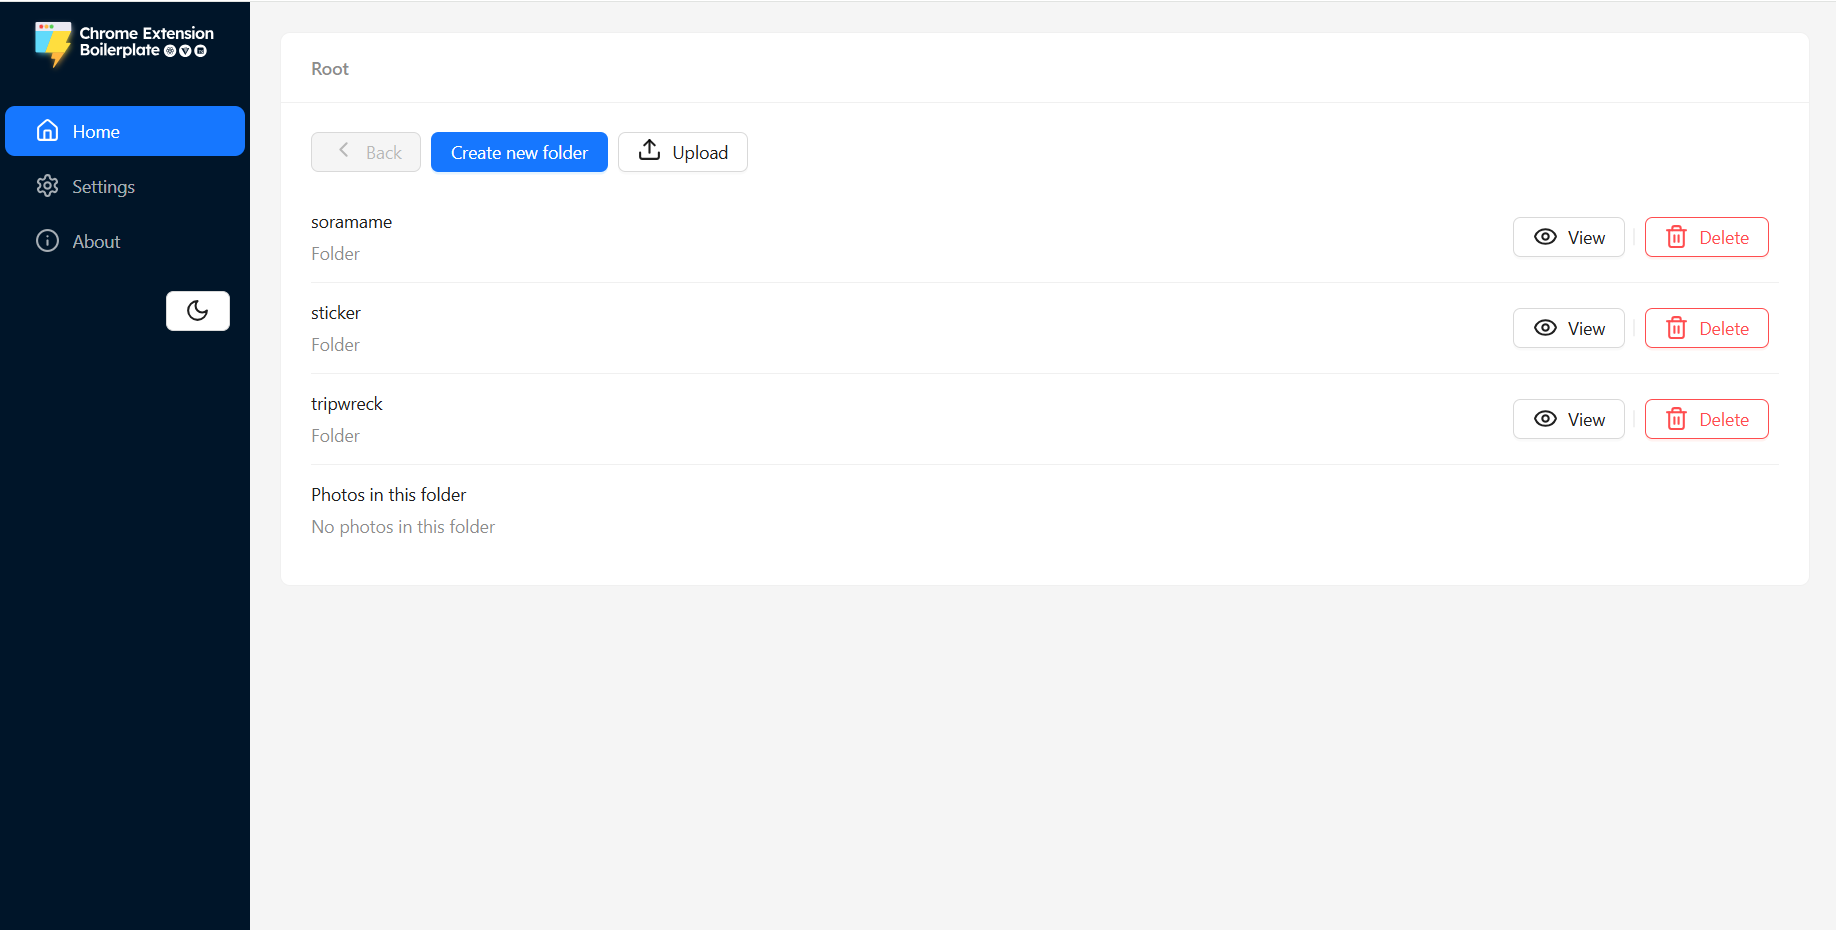 Chrome Extension
Boilerplate
Home
Settings
About
Root
Back
Create new folder
Upload
soramame
Folder
View
Delete
sticker
Folder
View
Delete
tripwreck
Folder
View
Delete
Photos in this folder
No photos in this folder